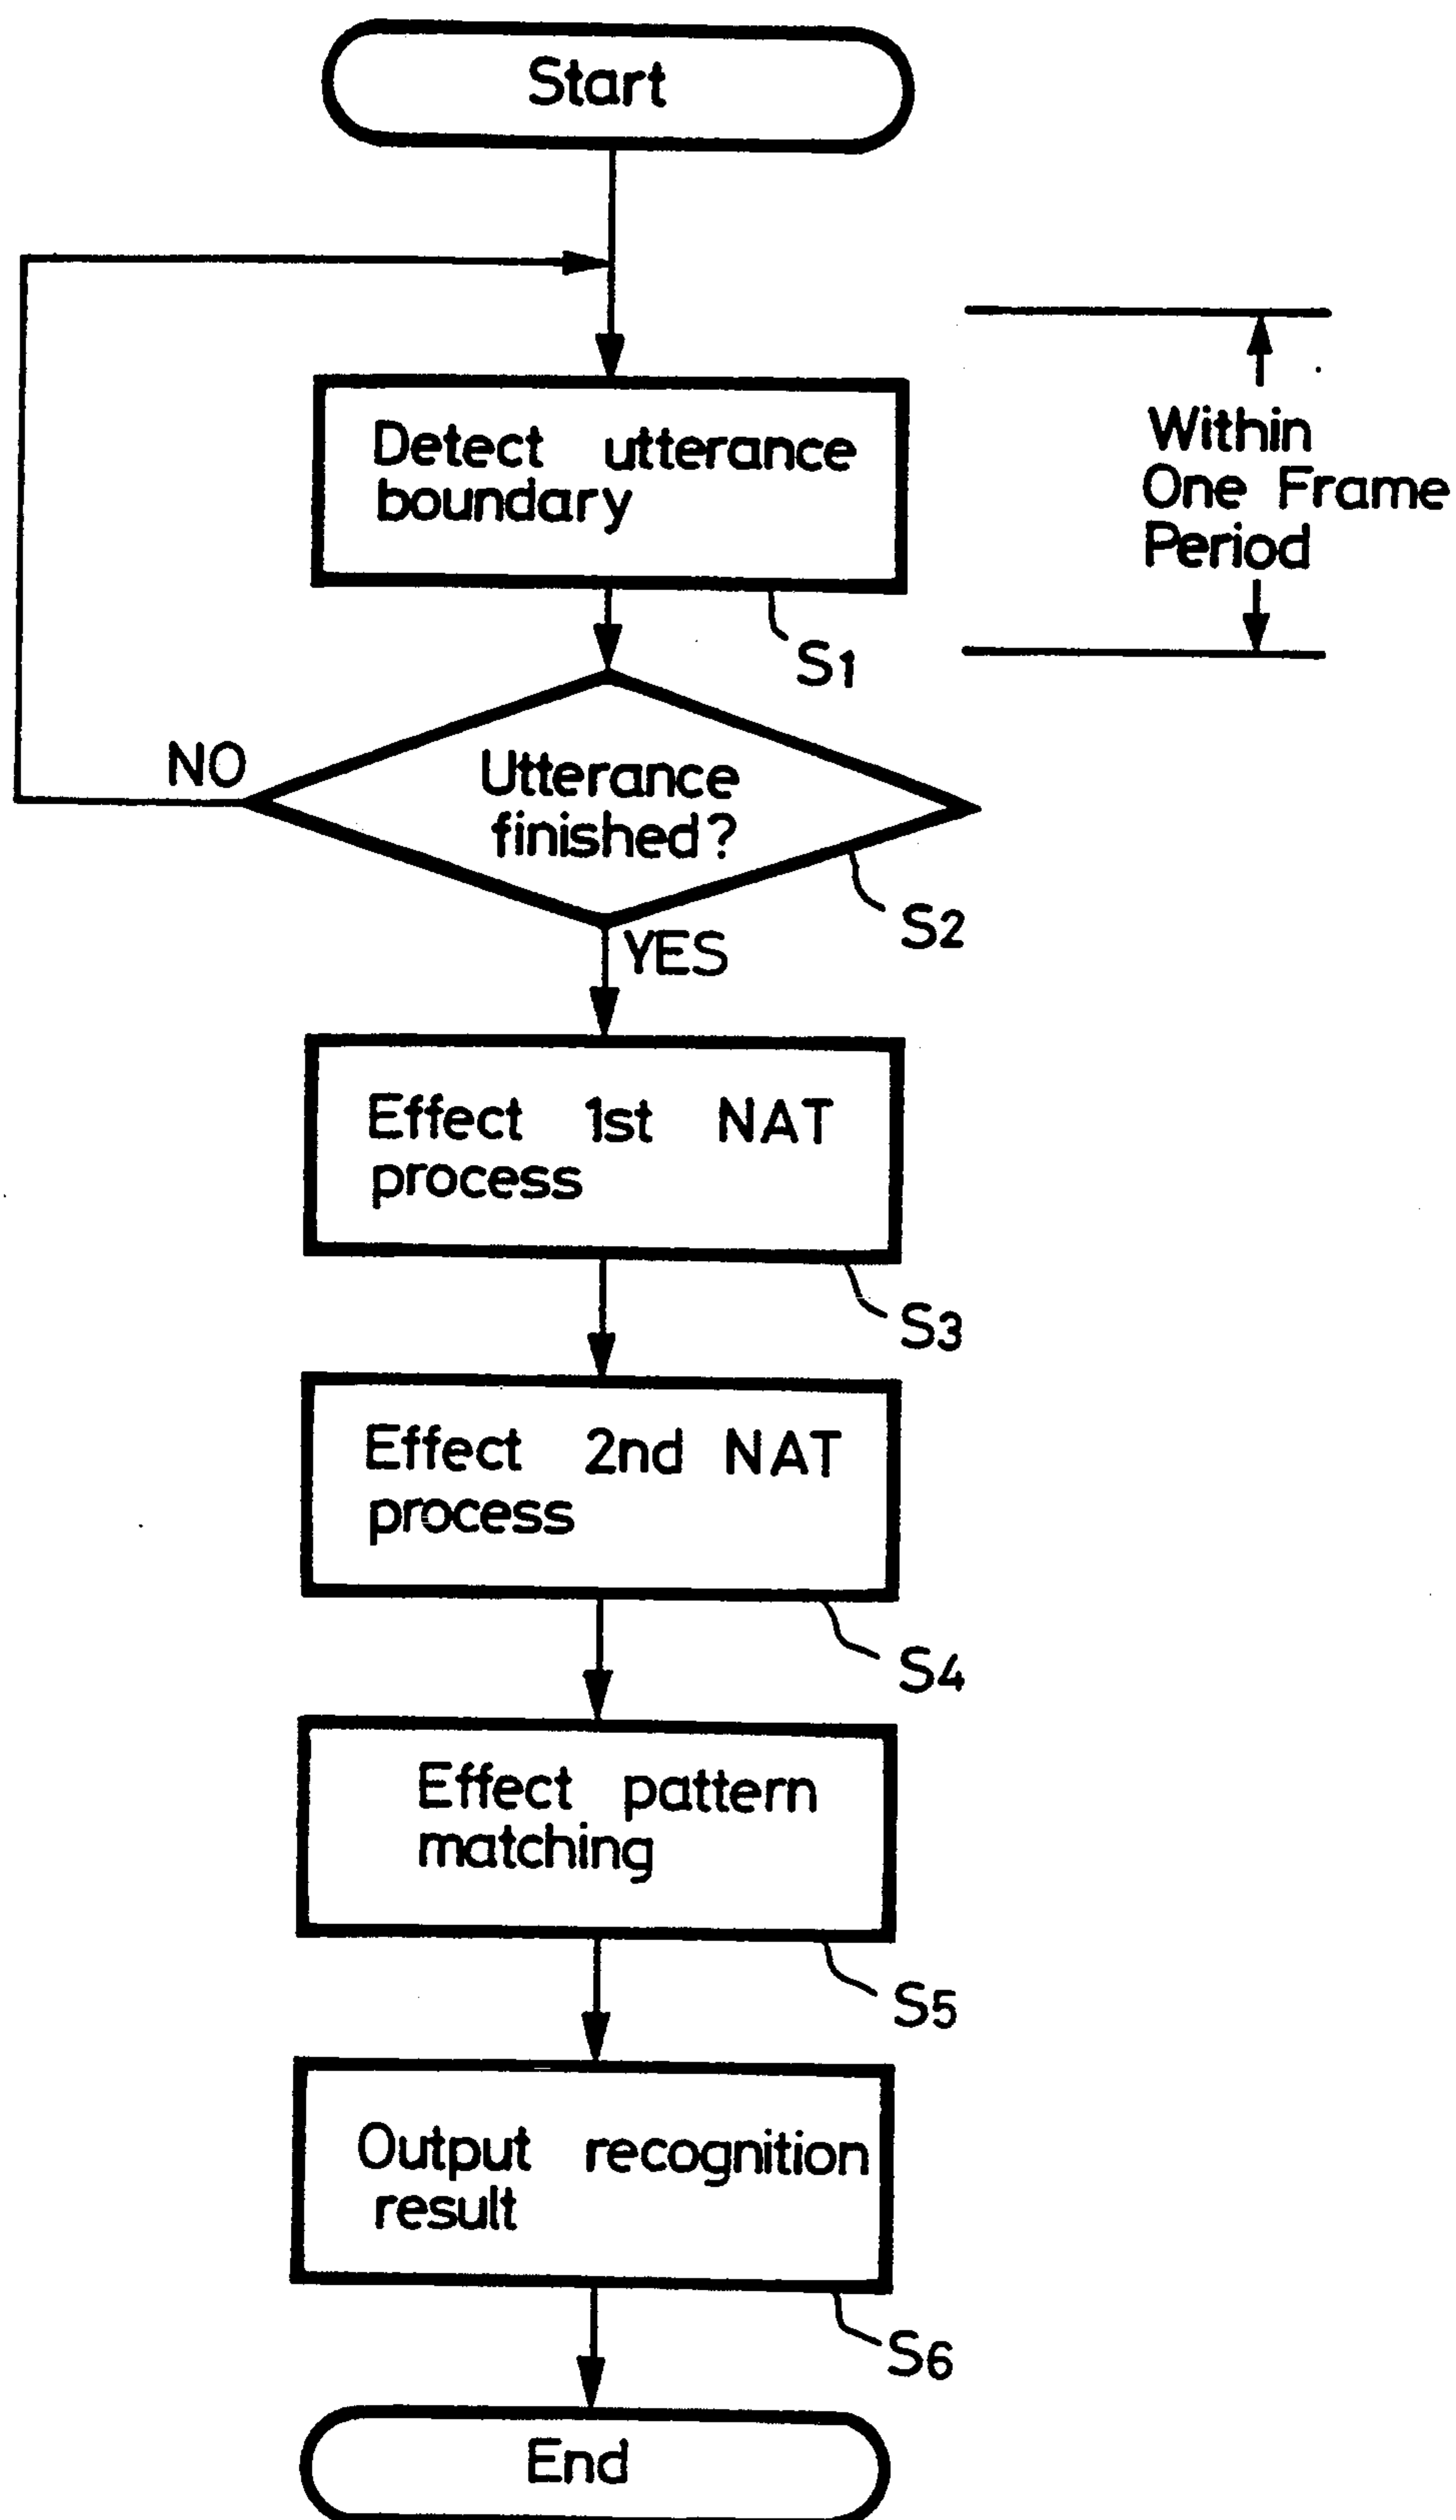 Start
Detect utterance
boundary
Within
One Frame
Period
S1
NO
Utterance
finished?
S2
YES
Effect 1st NAT
process
S3
Effect 2nd NAT
process
S4
Effect pattern
matching
S5
Output recognition
result
S6
End